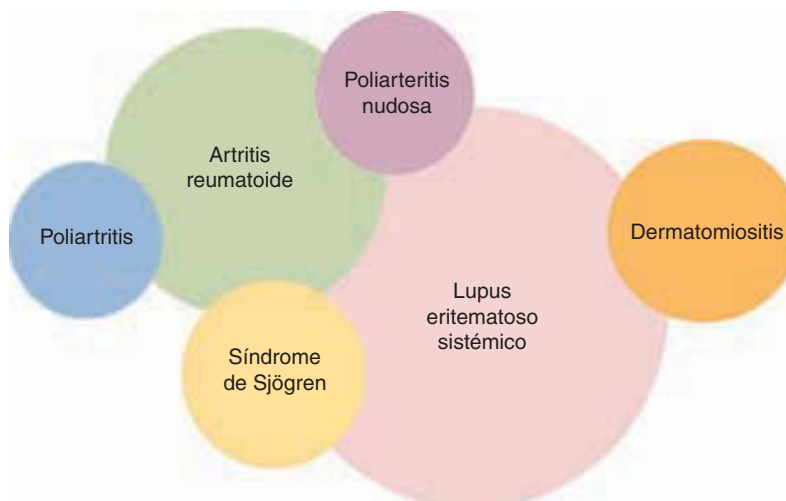 Poliarteritis
nudosa
Artritis
reumatoide
Poliartritis
Dermatomiositis
Lupus
eritematoso
sistémico
Síndrome
de Sjögren